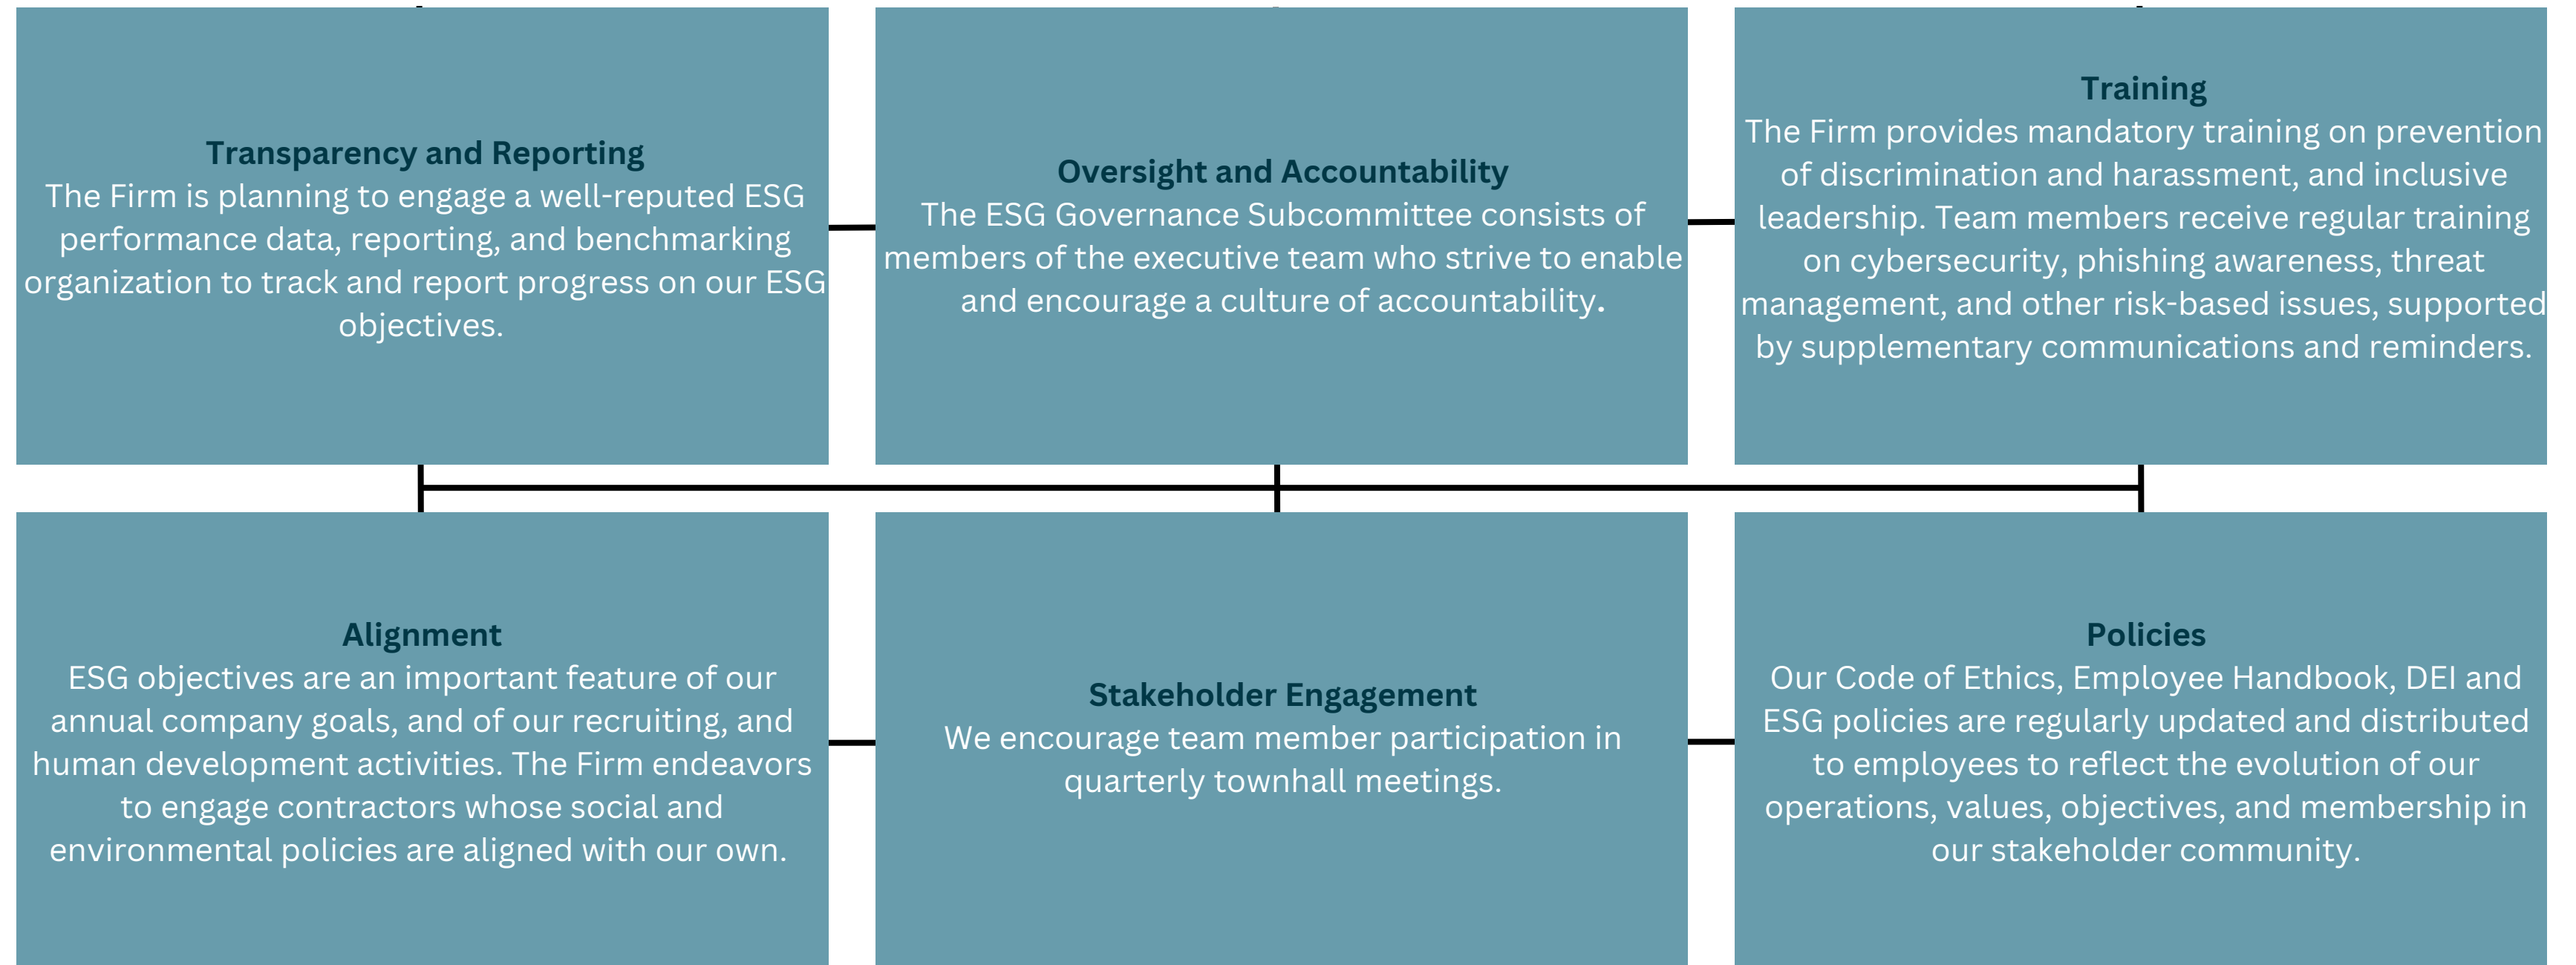 Transparency and Reporting
The Firm is planning to engage a well-reputed ESG
performance data, reporting, and benchmarking
organization to track and report progress on our ESG
objectives.
Oversight and Accountability
The ESG Governance Subcommittee consists of
members of the executive team who strive to enable
and encourage a culture of accountability.
Training
The Firm provides mandatory training on prevention
of discrimination and harassment, and inclusive
leadership. Team members receive regular training
on cybersecurity, phishing awareness, threat
management, and other risk-based issues, supported
by supplementary communications and reminders.
Alignment
ESG objectives are an important feature of our
annual company goals, and of our recruiting, and
human development activities. The Firm endeavors
to engage contractors whose social and
environmental policies are aligned with our own.
Stakeholder Engagement
We encourage team member participation in
quarterly townhall meetings.
Policies
Our Code of Ethics, Employee Handbook, DEI and
ESG policies are regularly updated and distributed
to employees to reflect the evolution of our
operations, values, objectives, and membership in
our stakeholder community.